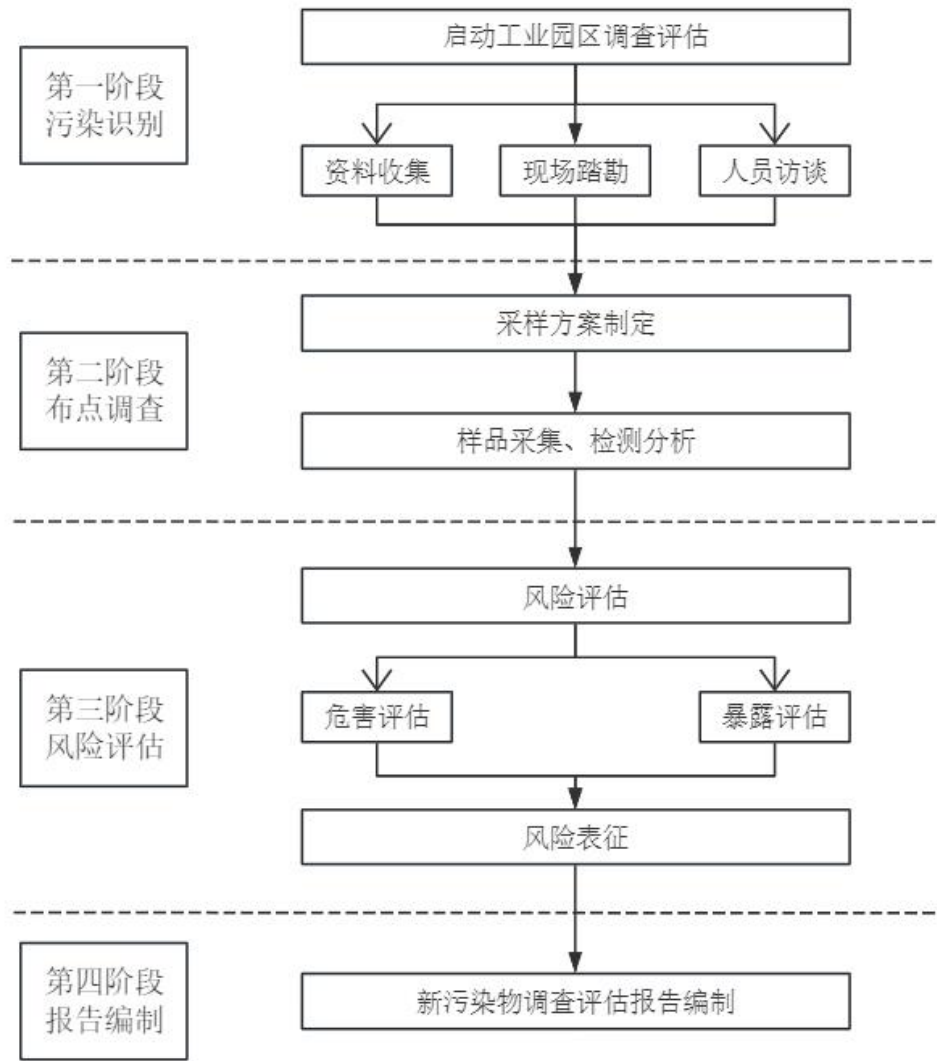 启动工业园区调查评估
第一阶段
污染识别
资料收集
现场踏勘
人员访谈
采样方案制定
第二阶段
布点调查
样品采集、检测分析
风险评估
第三阶段
风险评估
危害评估
暴露评估
风险表征
第四阶段
报告编制
新污染物调查评估报告编制